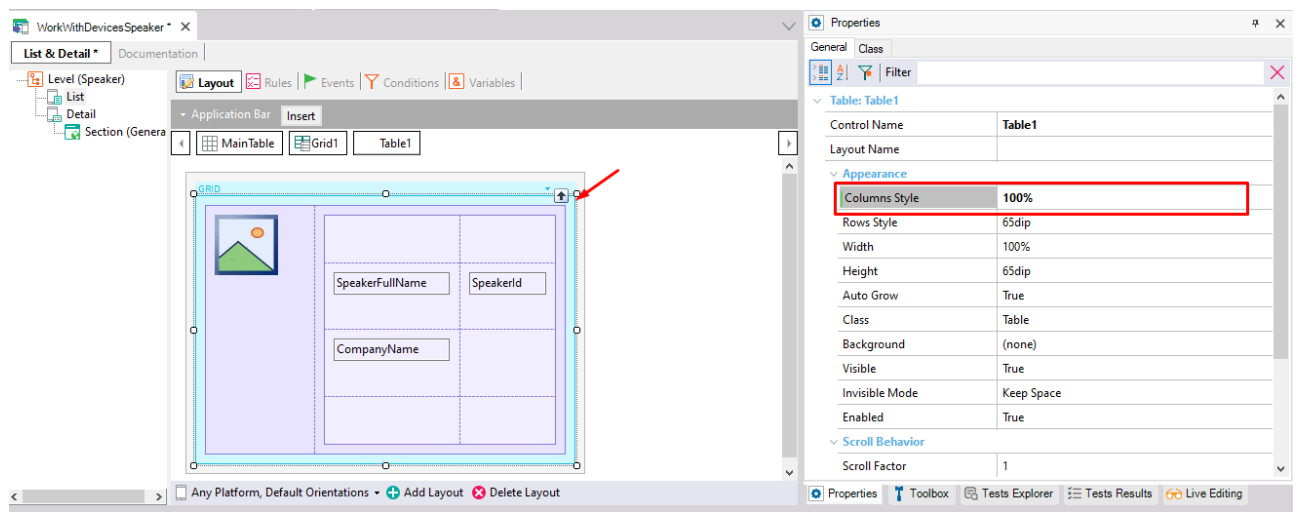 WorkWithDevicesSpeaker *
List & Detail *
Documentation
Level (Speaker)
List
Detail
Section (Genera
Layout
Rules
Events
Conditions
Variables
Application Bar
Insert
MainTable
Grid1
Table1
GRID
SpeakerFullName
SpeakerId
CompanyName
Any Platform, Default Orientations
Add Layout
Delete Layout
Properties
General
Class
Filter
Table: Table1
Control Name Table1
Layout Name
Appearance
Columns Style 100%
Rows Style 65dip
Width 100%
Height 65dip
Auto Grow True
Class Table
Background (none)
Visible True
Invisible Mode Keep Space
Enabled True
Scroll Behavior
Scroll Factor 1
Properties
Toolbox
Tests Explorer
Tests Results
Live Editing